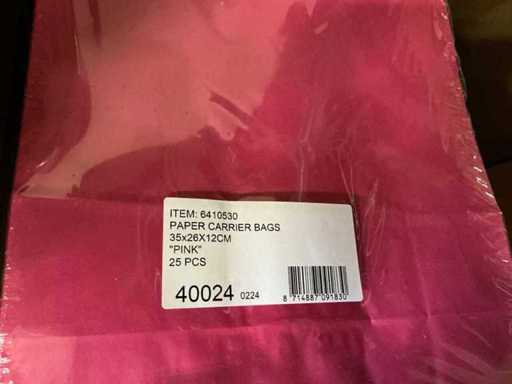 ITEM: 6410530
PAPER CARRIER BAGS
35x26X12CM
"PINK"
25 PCS
40024 0224
8 714887 091830